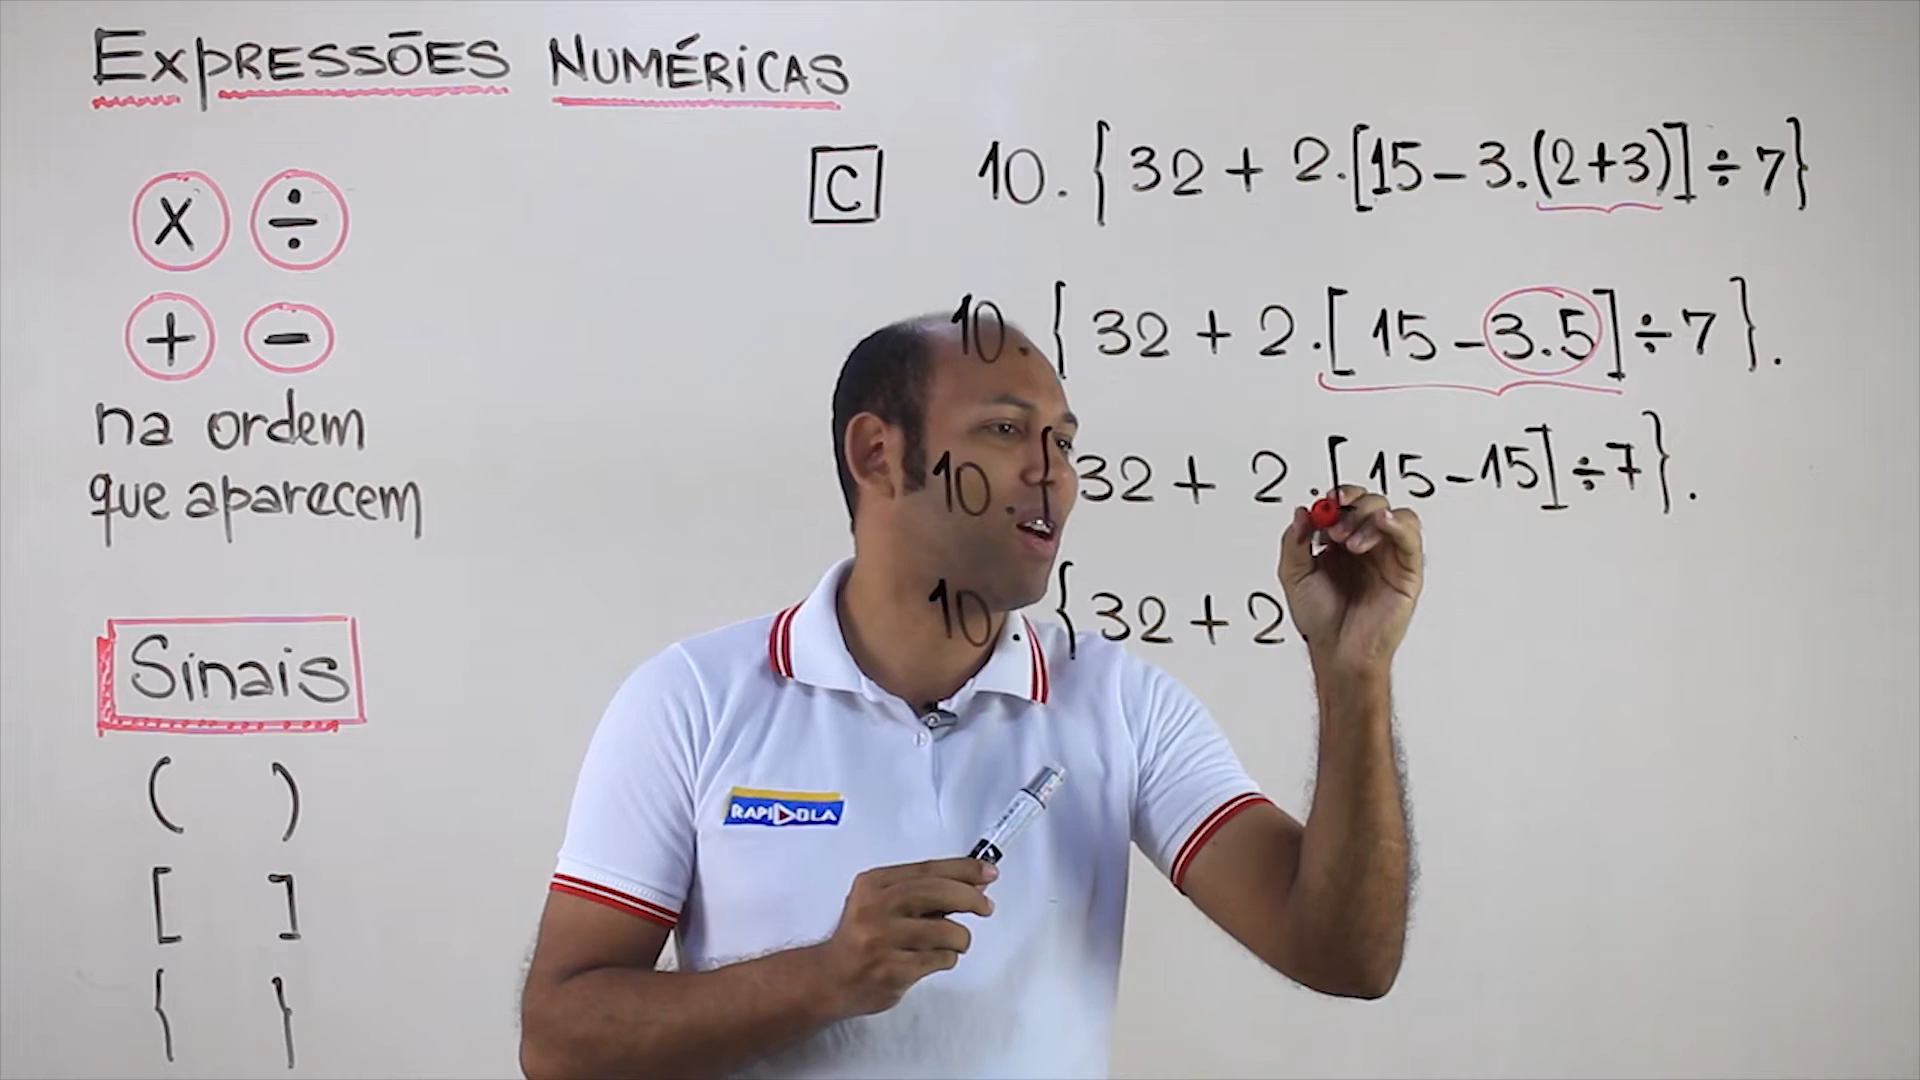 EXPRESSÕES NUMÉRICAS
x ÷
+ −
na ordem
que aparecem
Sinais
( )
[ ]
{ }
C 10.{32 + 2.[15 − 3.(2+3)] ÷ 7}
10.{32 + 2.[15 − 3.5] ÷ 7}.
10.{32 + 2.[15 − 15] ÷ 7}.
10.{32 + 2.
RAPIDOLA